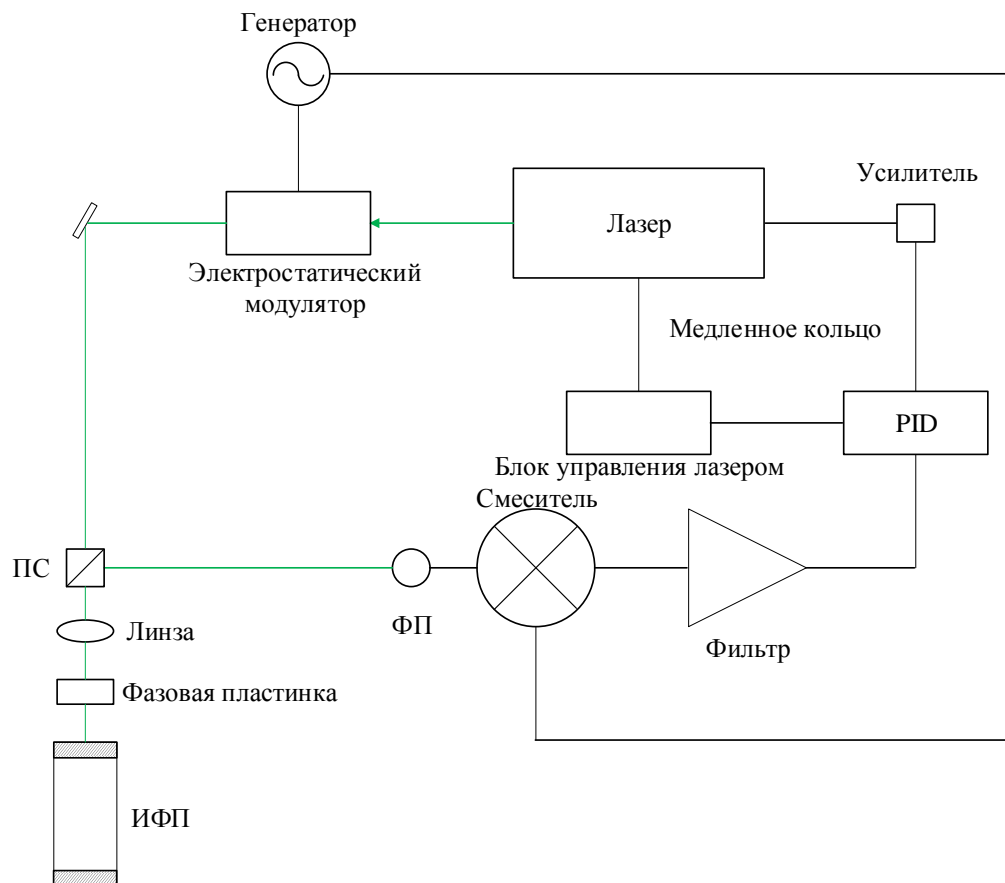 Генератор
Усилитель
Лазер
Электростатический
модулятор
Медленное кольцо
PID
Блок управления лазером
Смеситель
ПС
ФП
Линза
Фильтр
Фазовая пластинка
ИФП